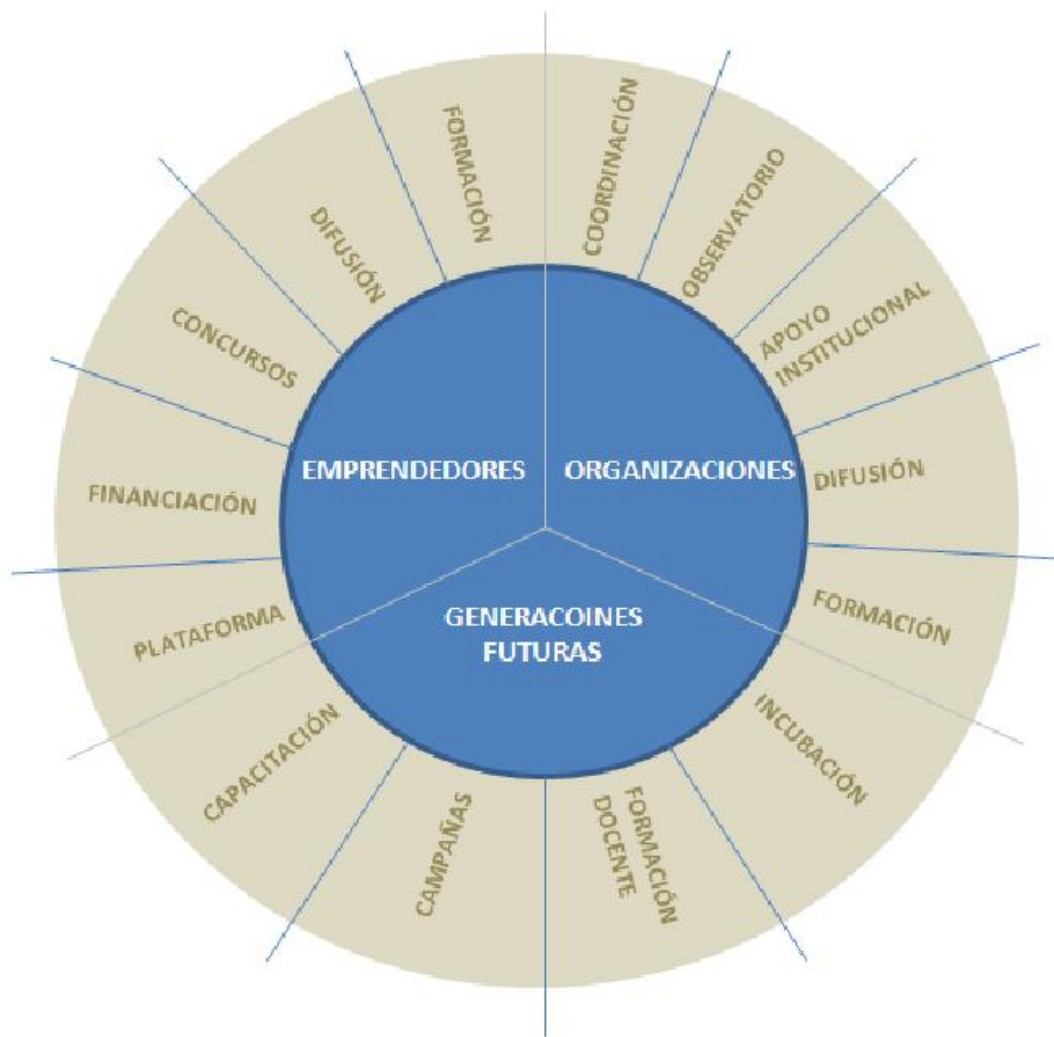 FORMACIÓN
COORDINACIÓN
OBSERVATORIO
APOYO
INSTITUCIONAL
DIFUSIÓN
FORMACIÓN
INCUBACIÓN
FORMACIÓN
DOCENTE
CAMPAÑAS
CAPACITACIÓN
PLATAFORMA
FINANCIACIÓN
CONCURSOS
DIFUSIÓN
EMPRENDEDORES
ORGANIZACIONES
GENERACOINES
FUTURAS